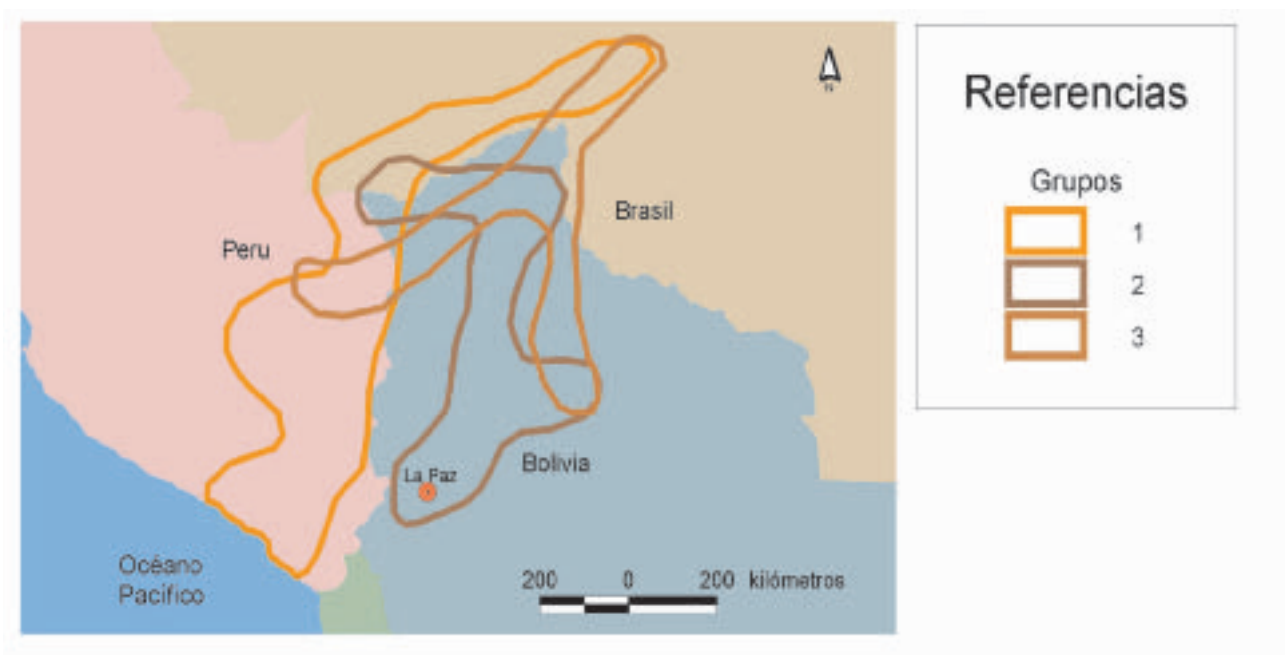 N
Referencias
Grupos
1
2
3
Brasil
Peru
Bolivia
La Paz
Océano
Pacífico
200 0 200 kilómetros